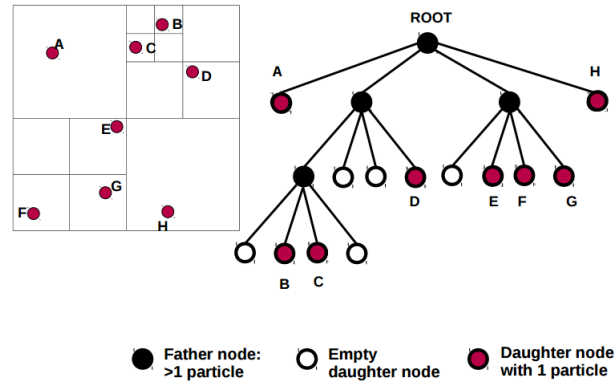 ROOT
A
B
C
D
E
F
G
H
A
H
D
E
F
G
B
C
Father node:
>1 particle
Empty
daughter node
Daughter node
with 1 particle